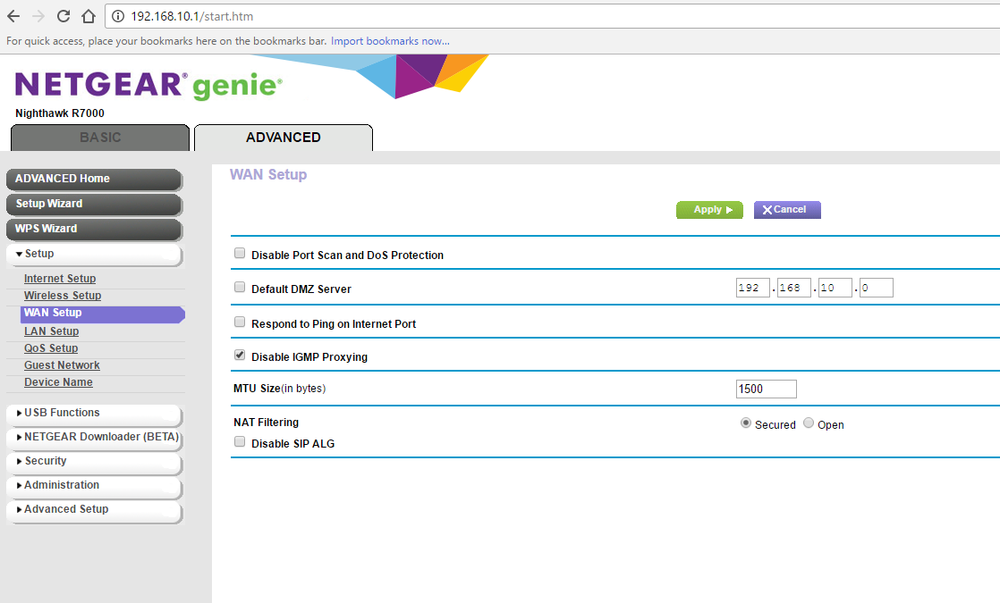 192.168.10.1/start.htm
For quick access, place your bookmarks here on the bookmarks bar. Import bookmarks now...
NETGEAR® genie®
Nighthawk R7000
BASIC
ADVANCED
ADVANCED Home
Setup Wizard
WPS Wizard
Setup
Internet Setup
Wireless Setup
WAN Setup
LAN Setup
QoS Setup
Guest Network
Device Name
USB Functions
NETGEAR Downloader (BETA)
Security
Administration
Advanced Setup
WAN Setup
Apply
Cancel
Disable Port Scan and DoS Protection
Default DMZ Server 192 . 168 . 10 . 0
Respond to Ping on Internet Port
Disable IGMP Proxying
MTU Size(in bytes) 1500
NAT Filtering Secured Open
Disable SIP ALG